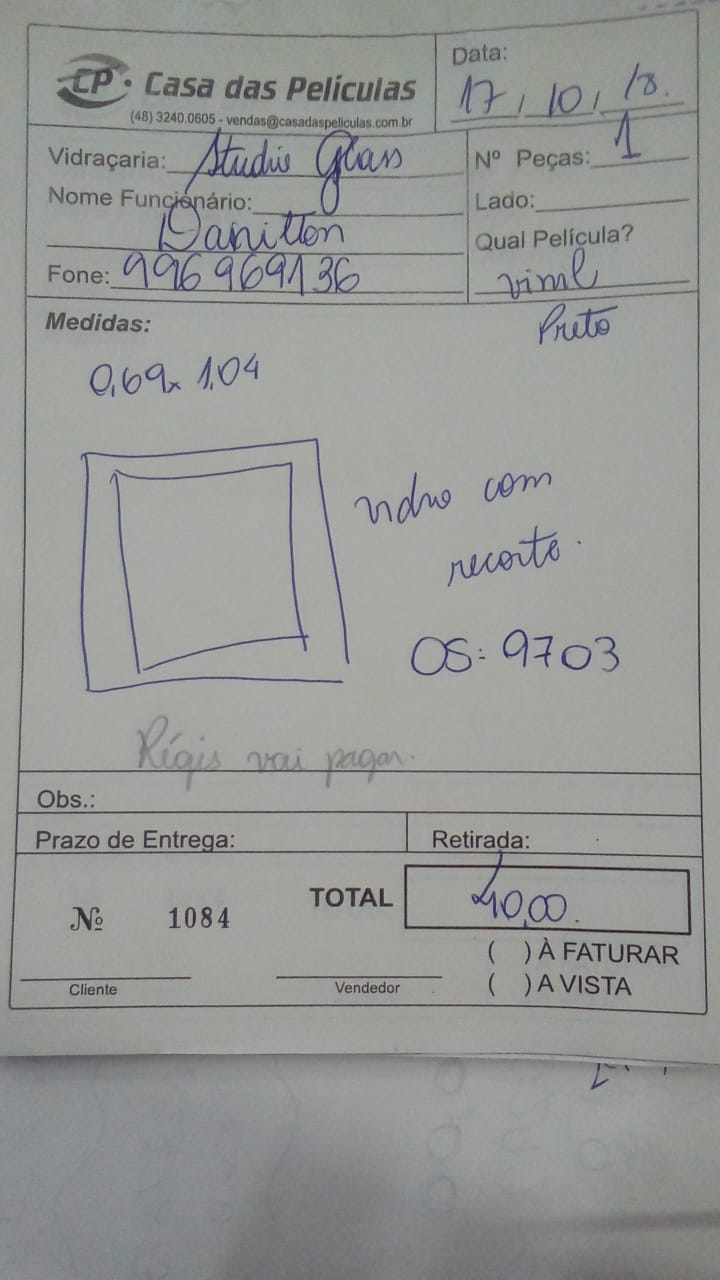 CP. Casa das Películas
(48) 3240.0605 - vendas@casadaspeliculas.com.br
Data:
17, 10, 18.
Vidraçaria: Studio Glass
Nº Peças: 1
Nome Funcionário:
Danilton
Lado:
Qual Película?
Fone: 996969136
vinil
Preto
Medidas:
0,69x 1,04
vidro com
recorte.
OS: 9703
Régis vai pagar.
Obs.:
Prazo de Entrega:
Retirada:
Nº 1084
TOTAL 40,00.
( ) À FATURAR
( ) A VISTA
Cliente
Vendedor